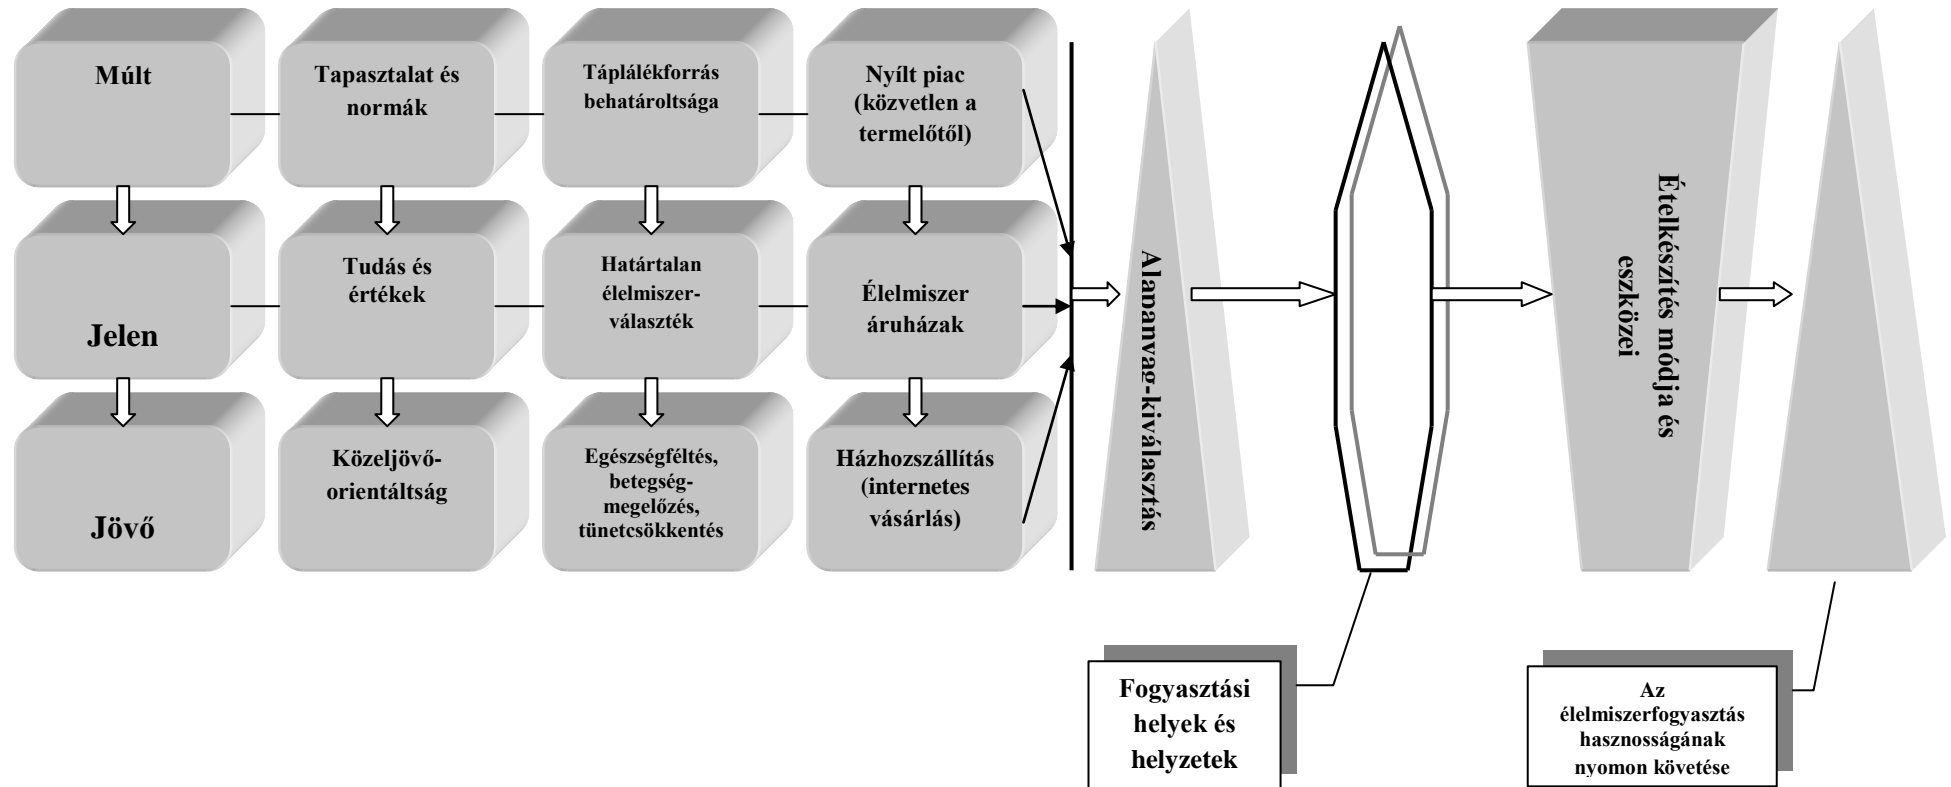 Múlt
Tapasztalat és
normák
Táplálékforrás
behatároltsága
Nyílt piac
(közvetlen a
termelőtől)
Jelen
Tudás és
értékek
Határtalan
élelmiszer-
választék
Élelmiszer
áruházak
Jövő
Közeljövő-
orientáltság
Egészségféltés,
betegség-
megelőzés,
tünetcsökkentés
Házhozszállítás
(internetes
vásárlás)
Alapanyag-kiválasztás
Fogyasztási
helyek és
helyzetek
Ételkészítés módja és
eszközei
Az
élelmiszerfogyasztás
hasznosságának
nyomon követése